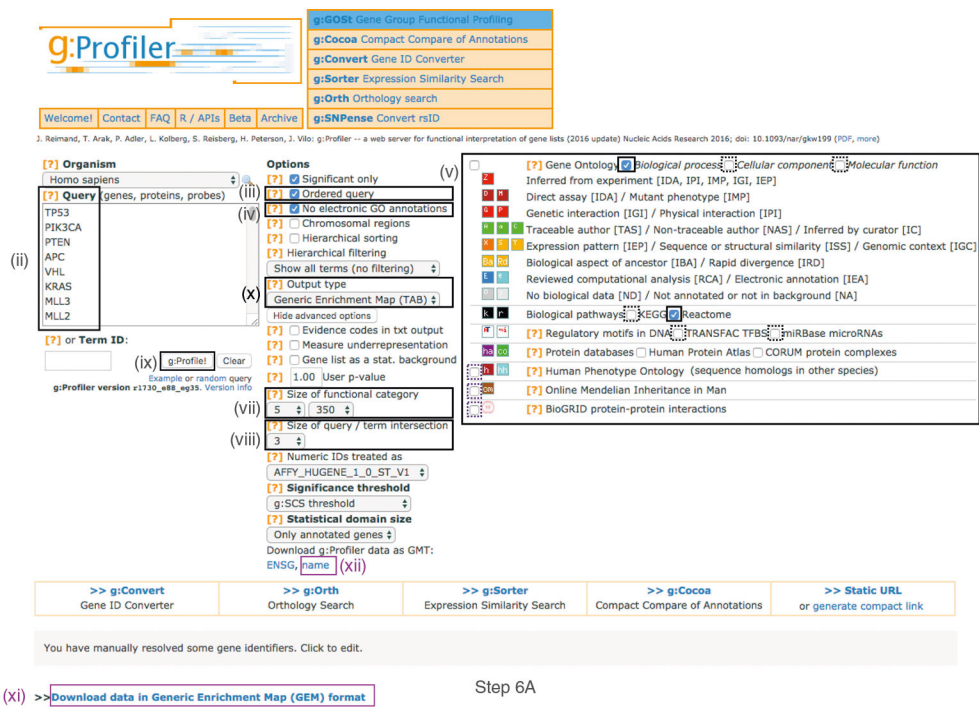 g:Profiler
g:GOSt Gene Group Functional Profiling
g:Cocoa Compact Compare of Annotations
g:Convert Gene ID Converter
g:Sorter Expression Similarity Search
g:Orth Orthology search
g:SNPense Convert rsID
Welcome! Contact FAQ R / APIs Beta Archive
J. Reimand, T. Arak, P. Adler, L. Kolberg, S. Reisberg, H. Peterson, J. Vilo: g:Profiler -- a web server for functional interpretation of gene lists (2016 update) Nucleic Acids Research 2016; doi: 10.1093/nar/gkw199 (PDF, more)
[?] Organism
Homo sapiens
[?] Query (genes, proteins, probes)
(ii)
TP53
PIK3CA
PTEN
APC
VHL
KRAS
MLL3
MLL2
[?] or Term ID:
(ix) g:Profile! Clear
Example or random query
g:Profiler version r1730_e88_eg35. Version info
Options
[?] Significant only
(iii) [?] Ordered query
(iv) [?] No electronic GO annotations
[?] Chromosomal regions
[?] Hierarchical sorting
[?] Hierarchical filtering
Show all terms (no filtering)
(x) [?] Output type
Generic Enrichment Map (TAB)
Hide advanced options
[?] Evidence codes in txt output
[?] Measure underrepresentation
[?] Gene list as a stat. background
[?] 1.00 User p-value
(vii) [?] Size of functional category
5 350
(viii) [?] Size of query / term intersection
3
[?] Numeric IDs treated as
AFFY_HUGENE_1_0_ST_V1
[?] Significance threshold
g:SCS threshold
[?] Statistical domain size
Only annotated genes
Download g:Profiler data as GMT:
ENSG, name (xii)
(v)
[?] Gene Ontology Biological process Cellular component Molecular function
Inferred from experiment [IDA, IPI, IMP, IGI, IEP]
D M Direct assay [IDA] / Mutant phenotype [IMP]
G P Genetic interaction [IGI] / Physical interaction [IPI]
Traceable author [TAS] / Non-traceable author [NAS] / Inferred by curator [IC]
Expression pattern [IEP] / Sequence or structural similarity [ISS] / Genomic context [IGC]
Ba Rd Biological aspect of ancestor [IBA] / Rapid divergence [IRD]
Reviewed computational analysis [RCA] / Electronic annotation [IEA]
No biological data [ND] / Not annotated or not in background [NA]
k r Biological pathways KEGG Reactome
[?] Regulatory motifs in DNA TRANSFAC TFBS miRBase microRNAs
ha co [?] Protein databases Human Protein Atlas CORUM protein complexes
h hh [?] Human Phenotype Ontology (sequence homologs in other species)
om [?] Online Mendelian Inheritance in Man
[?] BioGRID protein-protein interactions
>> g:Convert
Gene ID Converter
>> g:Orth
Orthology Search
>> g:Sorter
Expression Similarity Search
>> g:Cocoa
Compact Compare of Annotations
>> Static URL
or generate compact link
You have manually resolved some gene identifiers. Click to edit.
(xi) >>Download data in Generic Enrichment Map (GEM) format
Step 6A